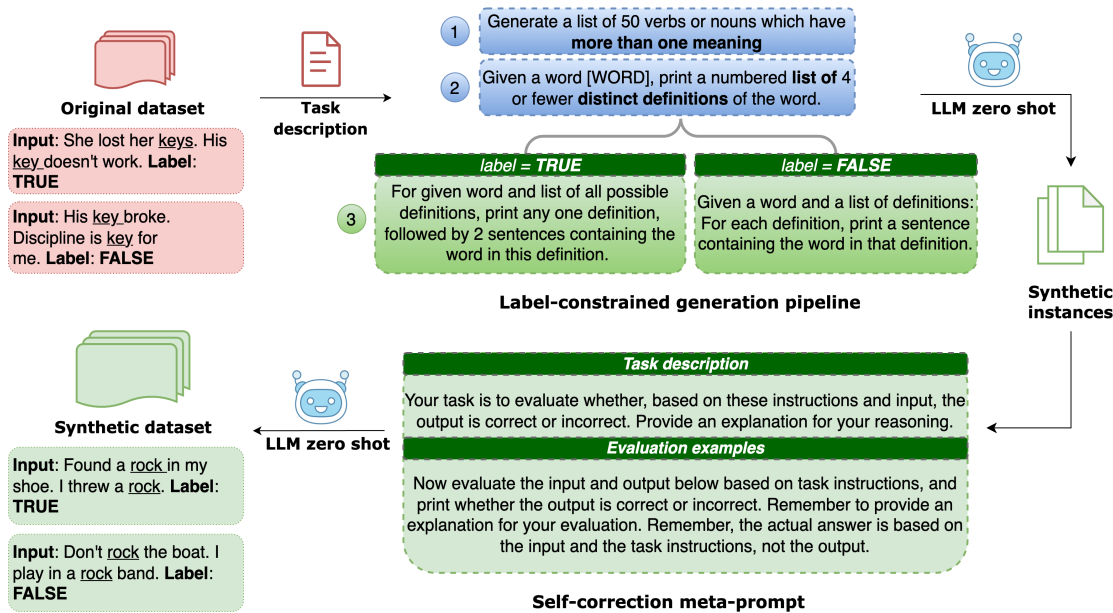 Original dataset
Input: She lost her keys. His
key doesn't work. Label:
TRUE
Input: His key broke.
Discipline is key for
me. Label: FALSE
Task
description
1
Generate a list of 50 verbs or nouns which have
more than one meaning
2
Given a word [WORD], print a numbered list of 4
or fewer distinct definitions of the word.
3
label = TRUE
For given word and list of all possible
definitions, print any one definition,
followed by 2 sentences containing the
word in this definition.
label = FALSE
Given a word and a list of definitions:
For each definition, print a sentence
containing the word in that definition.
Label-constrained generation pipeline
LLM zero shot
Synthetic
instances
Task description
Your task is to evaluate whether, based on these instructions and input, the
output is correct or incorrect. Provide an explanation for your reasoning.
Evaluation examples
Now evaluate the input and output below based on task instructions, and
print whether the output is correct or incorrect. Remember to provide an
explanation for your evaluation. Remember, the actual answer is based on
the input and the task instructions, not the output.
Self-correction meta-prompt
LLM zero shot
Synthetic dataset
Input: Found a rock in my
shoe. I threw a rock. Label:
TRUE
Input: Don't rock the boat. I
play in a rock band. Label:
FALSE